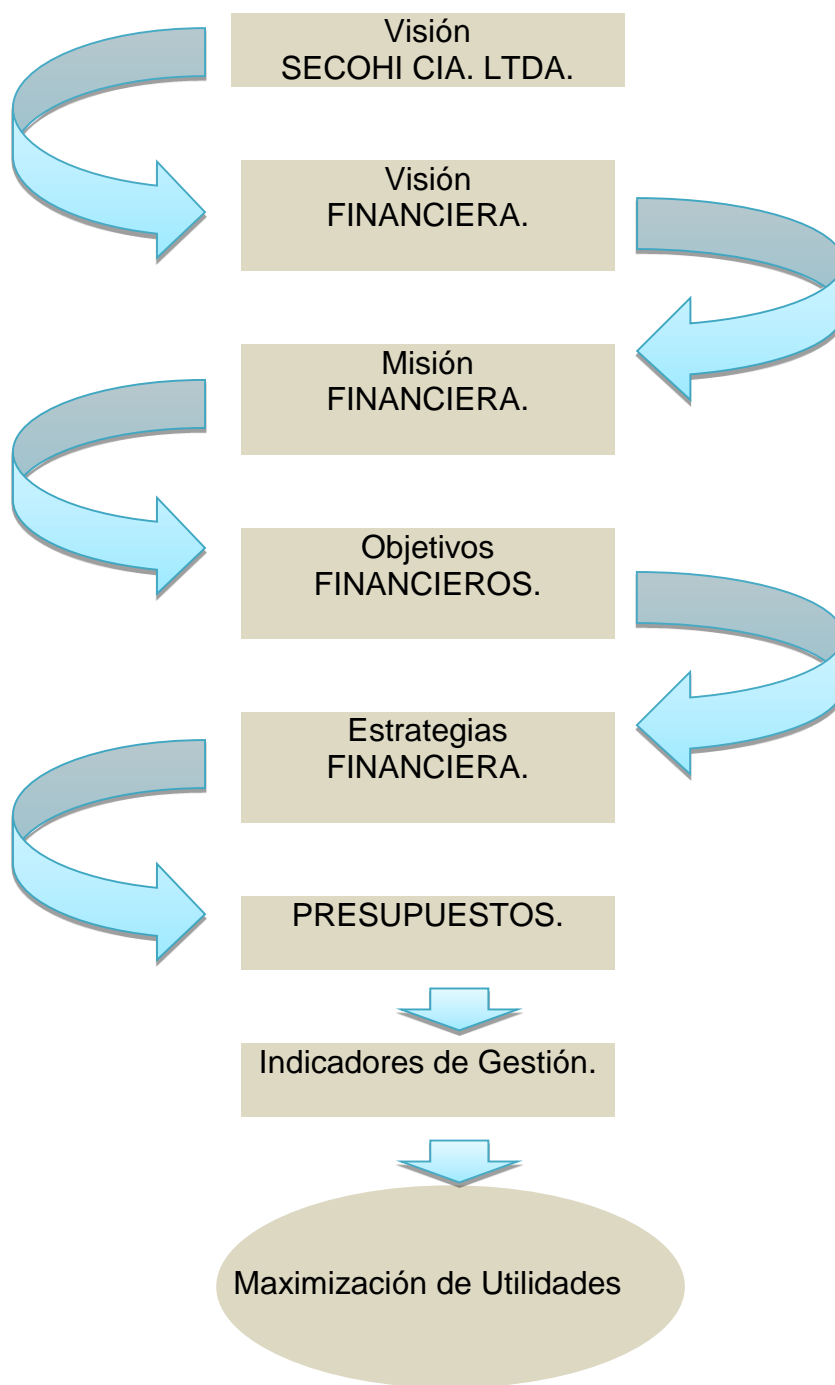 Visión
SECOHI CIA. LTDA.
Visión
FINANCIERA.
Misión
FINANCIERA.
Objetivos
FINANCIEROS.
Estrategias
FINANCIERA.
PRESUPUESTOS.
Indicadores de Gestión.
Maximización de Utilidades